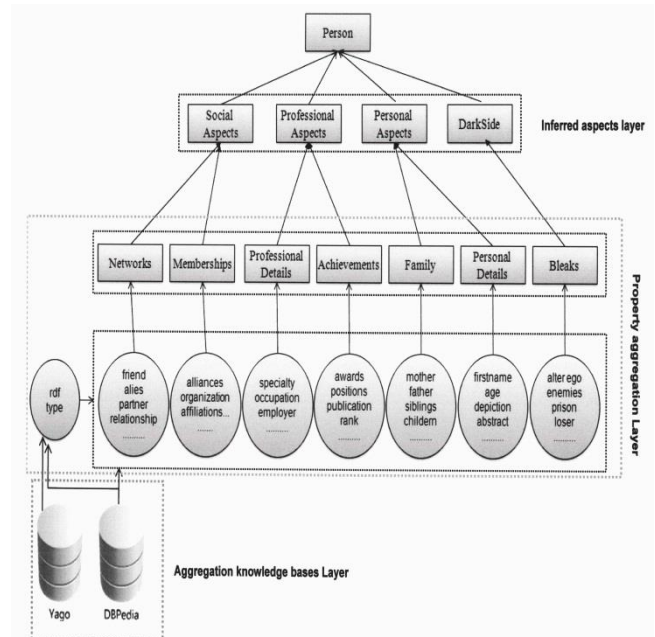 Person
Social
Aspects
Professional
Aspects
Personal
Aspects
DarkSide
Inferred aspects layer
Networks
Memberships
Professional
Details
Achievements
Family
Personal
Details
Bleaks
Property aggregation Layer
rdf
type
friend
alies
partner
relationship
..........
alliances
organization
affiliations...
........
specialty
occupation
employer
........
awards
positions
publication
rank
........
mother
father
siblings
childern
........
firstname
age
depiction
abstract
........
alter ego
enemies
prison
loser
........
Yago
DBPedia
Aggregation knowledge bases Layer